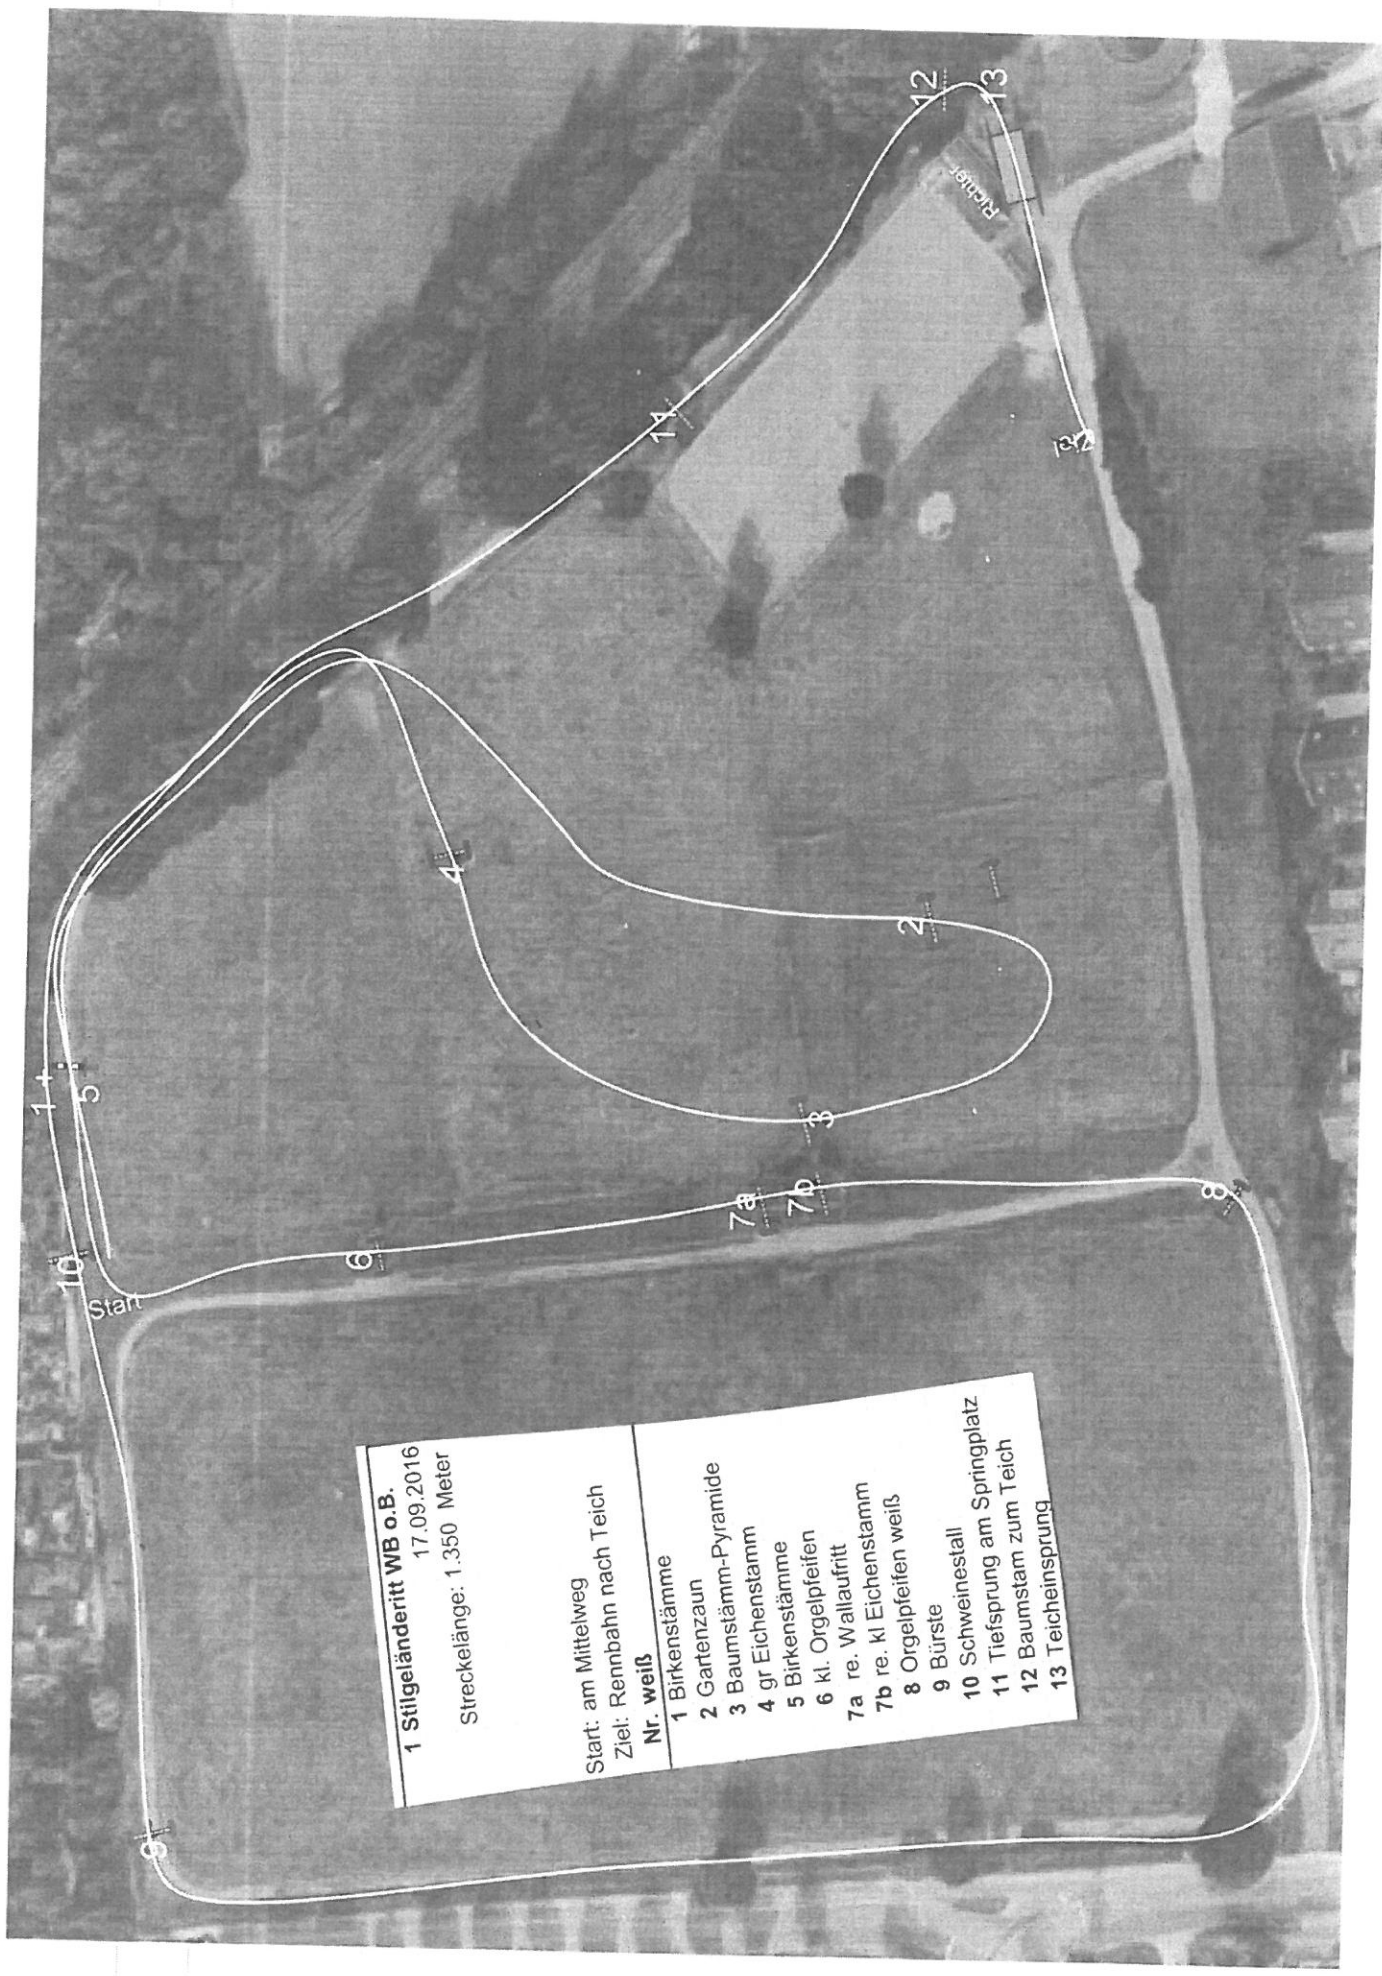 1 Stilgeländeritt WB o.B.
17.09.2016
Streckelänge: 1.350 Meter
Start: am Mittelweg
Ziel: Rennbahn nach Teich
Nr. weiß
1 Birkenstämme
2 Gartenzaun
3 Baumstämm-Pyramide
4 gr Eichenstamm
5 Birkenstämme
6 kl. Orgelpfeifen
7a re. Wallaufritt
7b re. kl Eichenstamm
8 Orgelpfeifen weiß
9 Bürste
10 Schweinestall
11 Tiefsprung am Springplatz
12 Baumstam zum Teich
13 Teicheinsprung
Start
1
5
10
6
7a
7b
8
9
3
2
4
11
12
13
Richter
Ziel